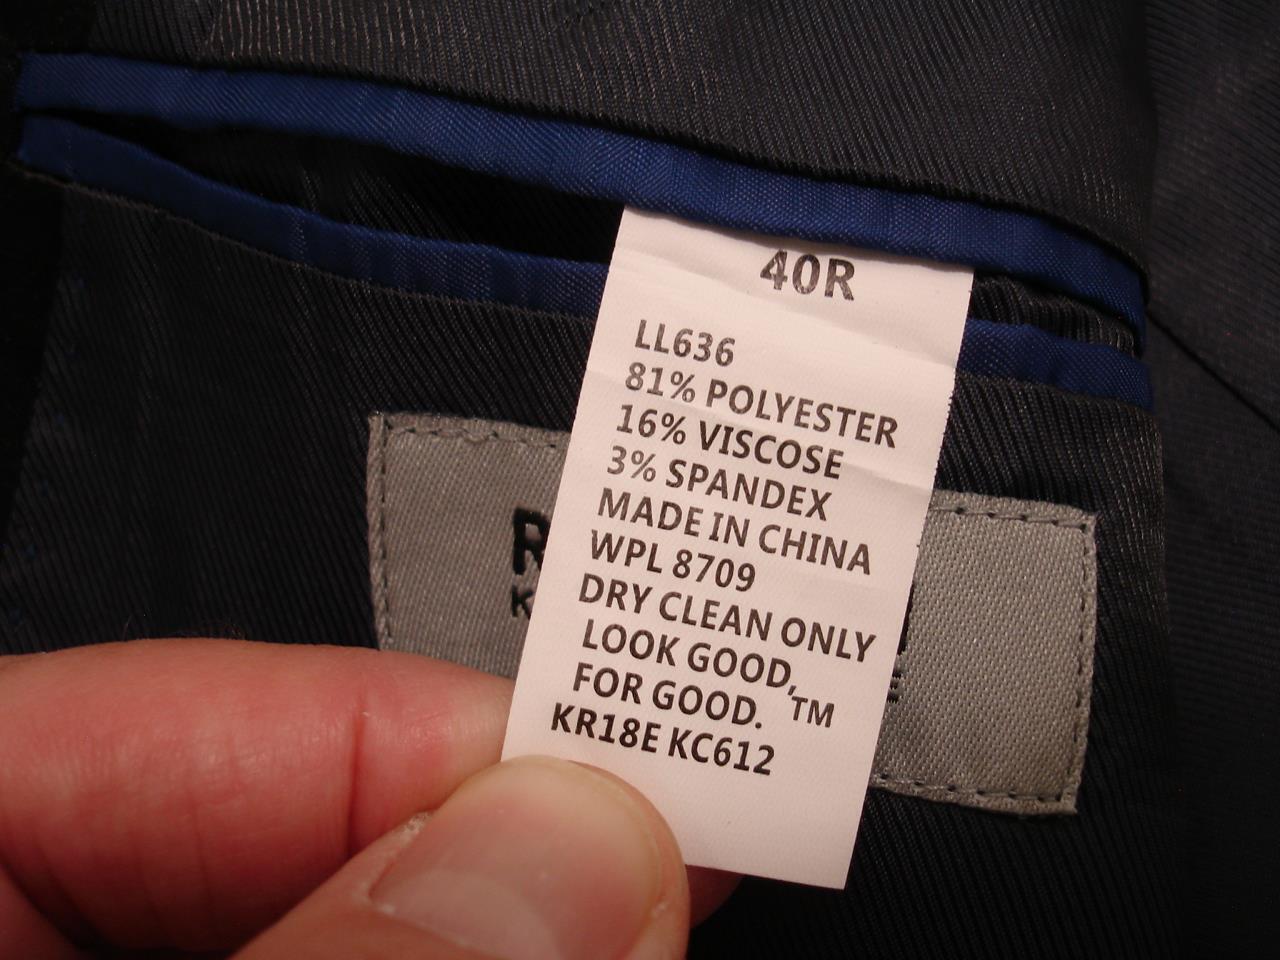 40R
LL636
81% POLYESTER
16% VISCOSE
3% SPANDEX
MADE IN CHINA
WPL 8709
DRY CLEAN ONLY
LOOK GOOD,
FOR GOOD.™
KR18E KC612